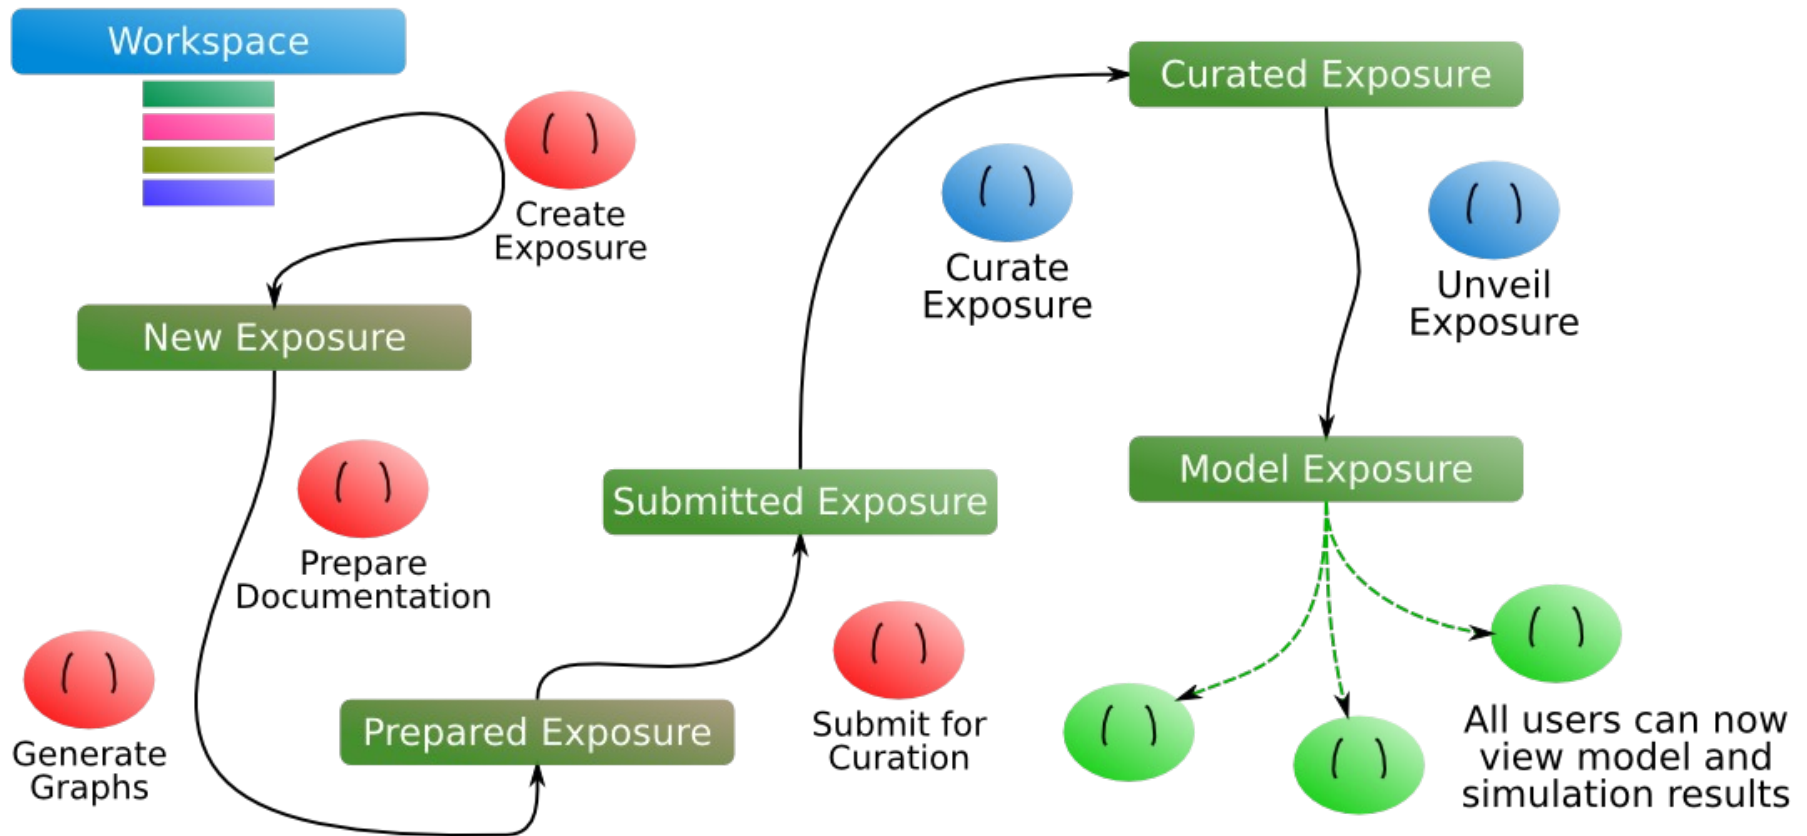 Workspace
Create
Exposure
New Exposure
Prepare
Documentation
Generate
Graphs
Prepared Exposure
Submit for
Curation
Submitted Exposure
Curate
Exposure
Curated Exposure
Unveil
Exposure
Model Exposure
All users can now
view model and
simulation results